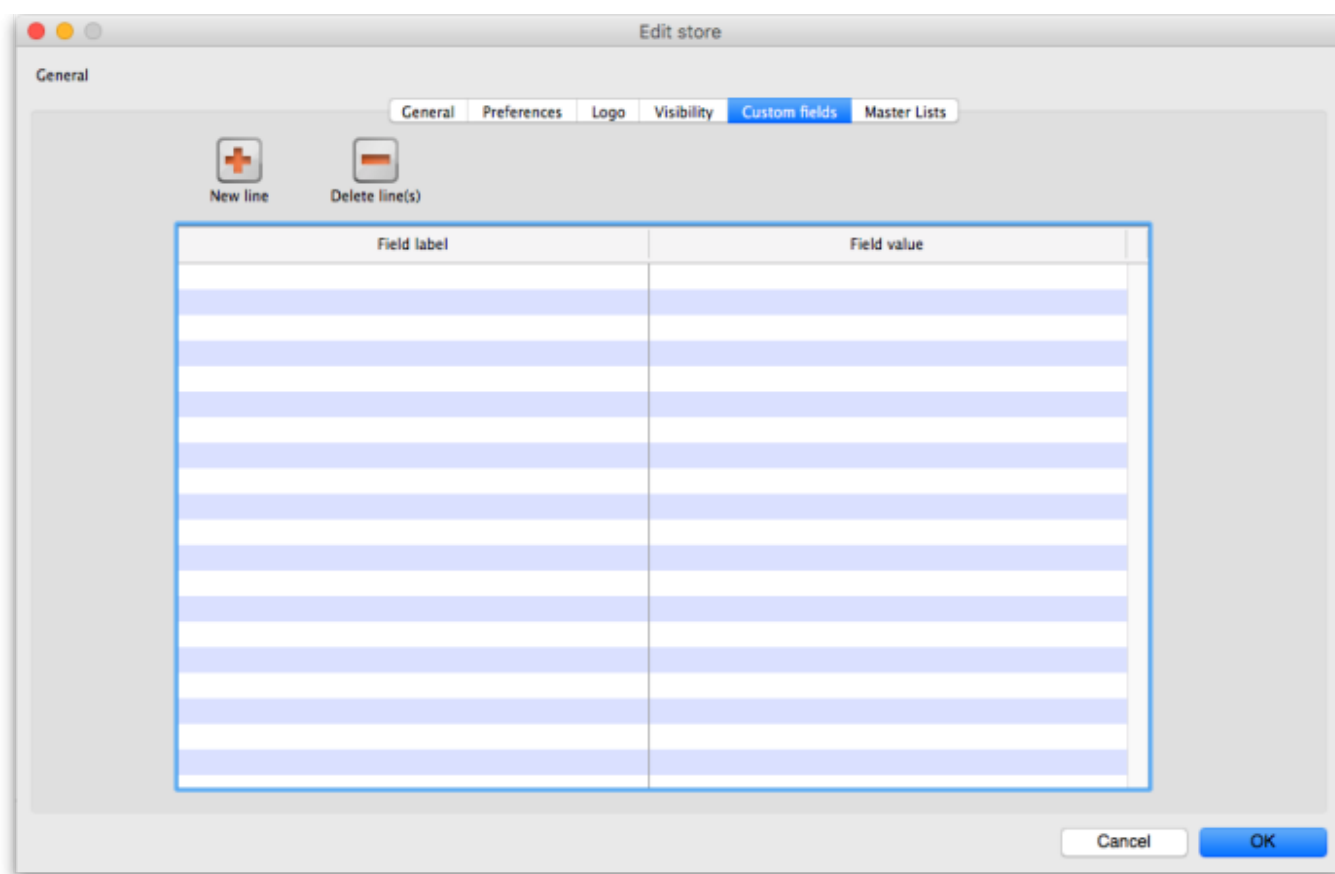 Edit store
General
General Preferences Logo Visibility Custom fields Master Lists
New line Delete line(s)
Field label Field value
Cancel OK